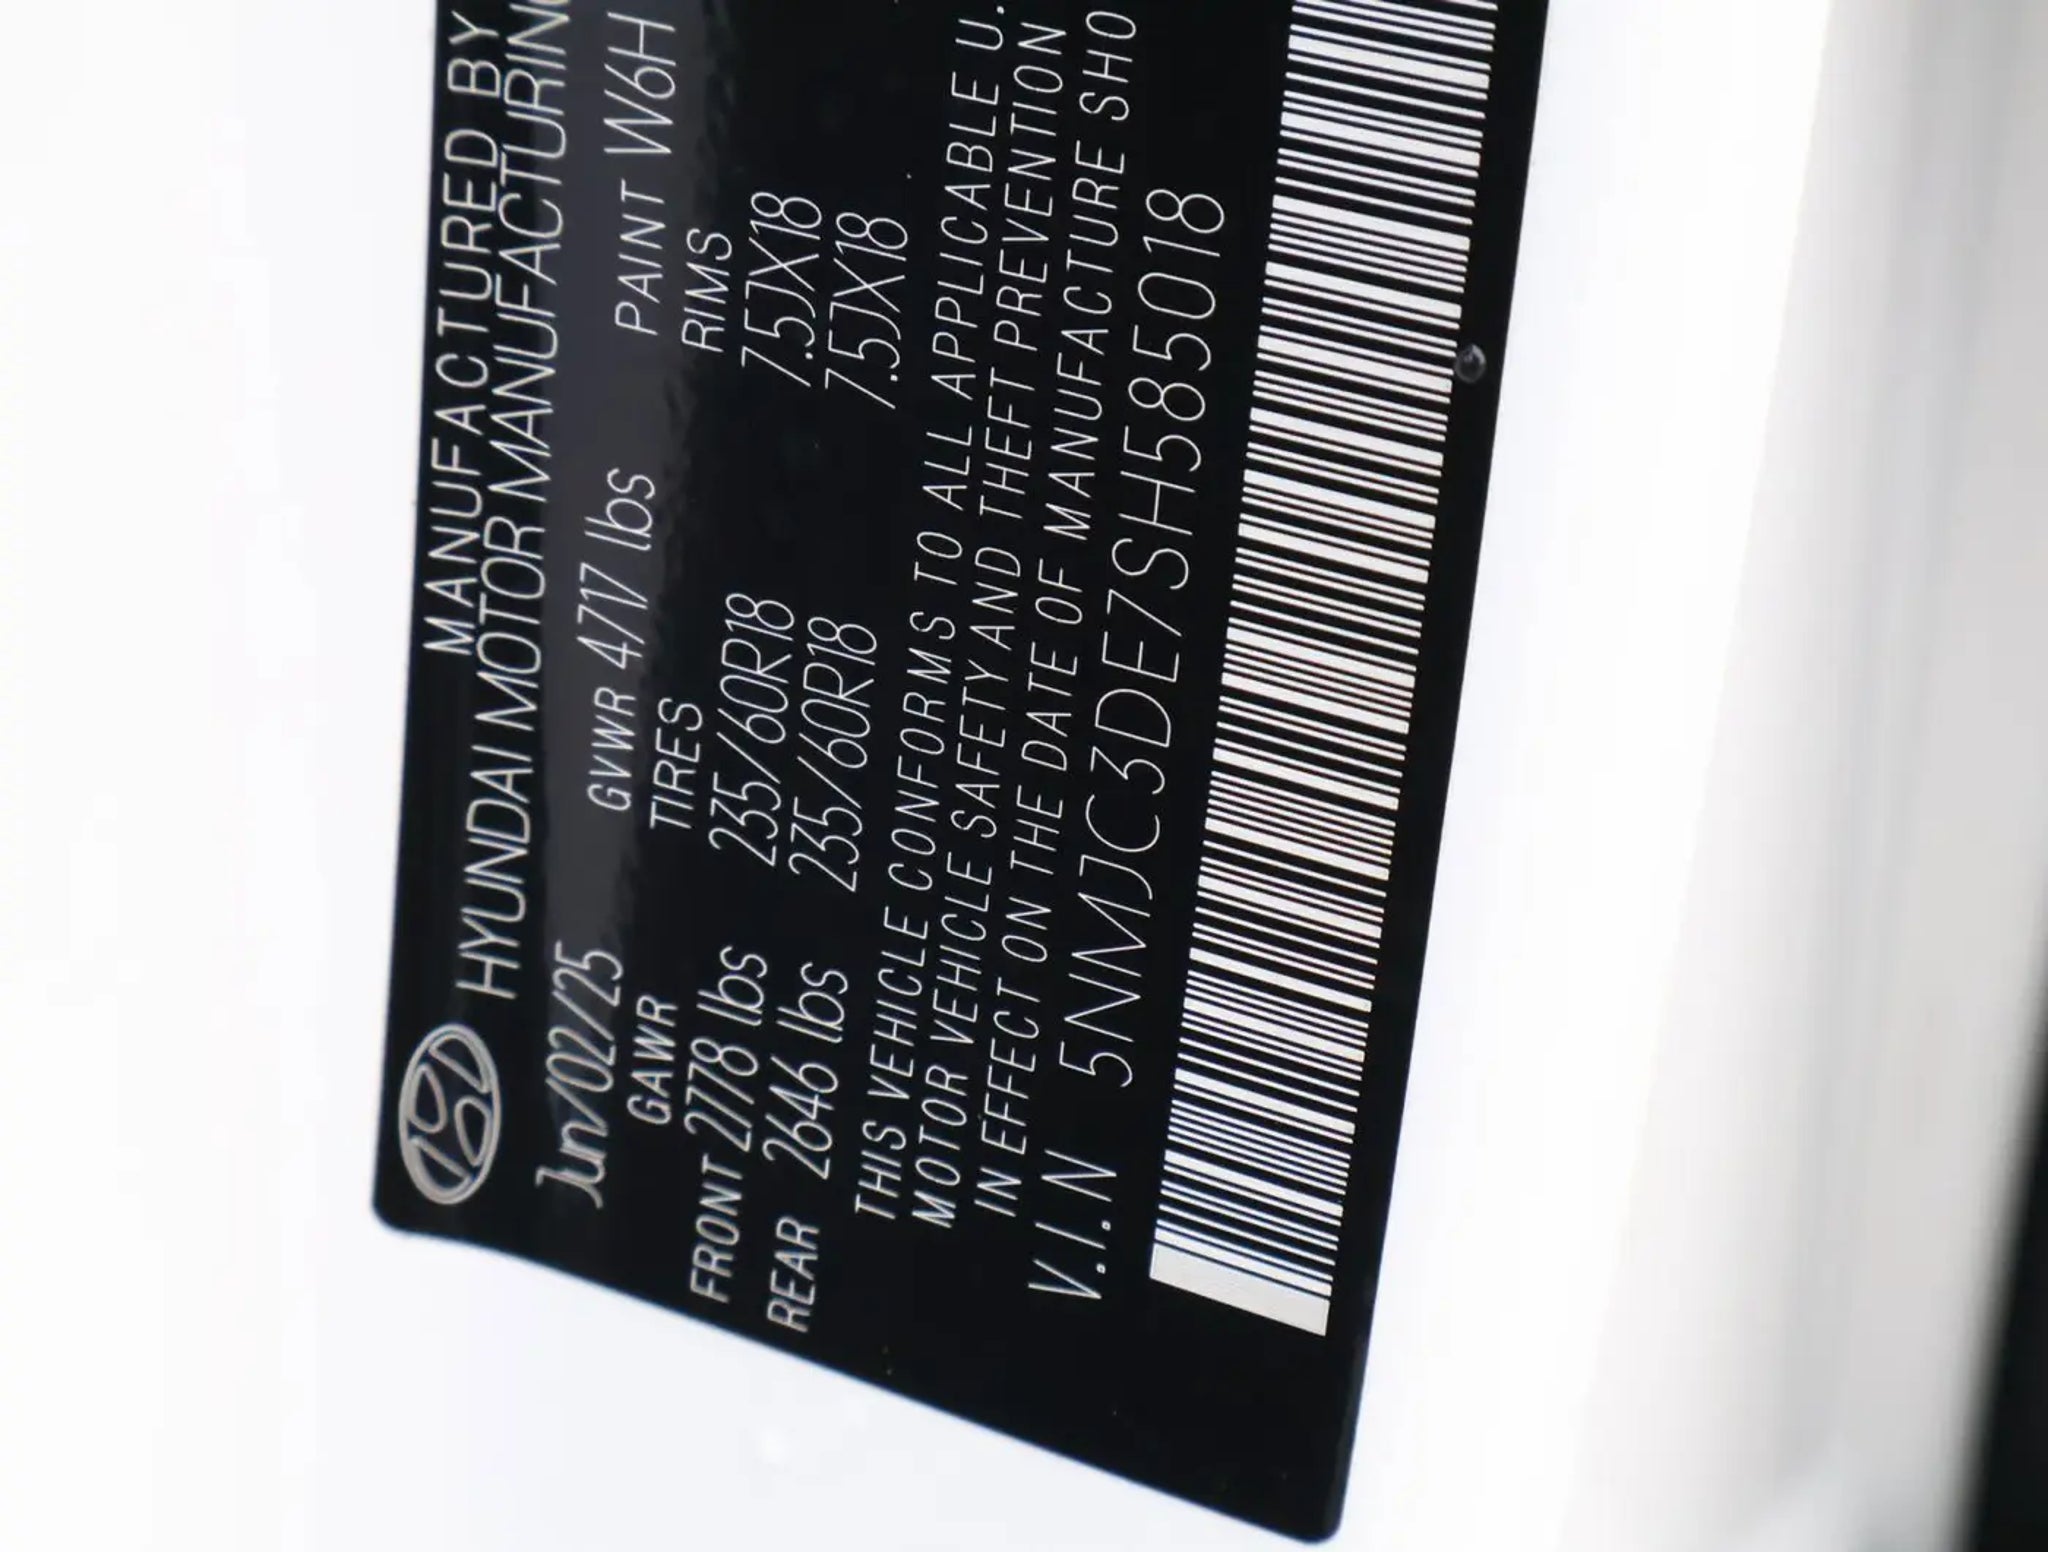 MANUFACTURED BY
HYUNDAI MOTOR MANUFACTURING
Jun/02/25 GVWR 4717 lbs PAINT W6H
GAWR TIRES RIMS
FRONT 2778 lbs 235/60R18 7.5JX18
REAR 2646 lbs 235/60R18 7.5JX18
THIS VEHICLE CONFORMS TO ALL APPLICABLE U.
MOTOR VEHICLE SAFETY AND THEFT PREVENTION
IN EFFECT ON THE DATE OF MANUFACTURE SHO
V.I.N 5NMJC3DE7SH585018